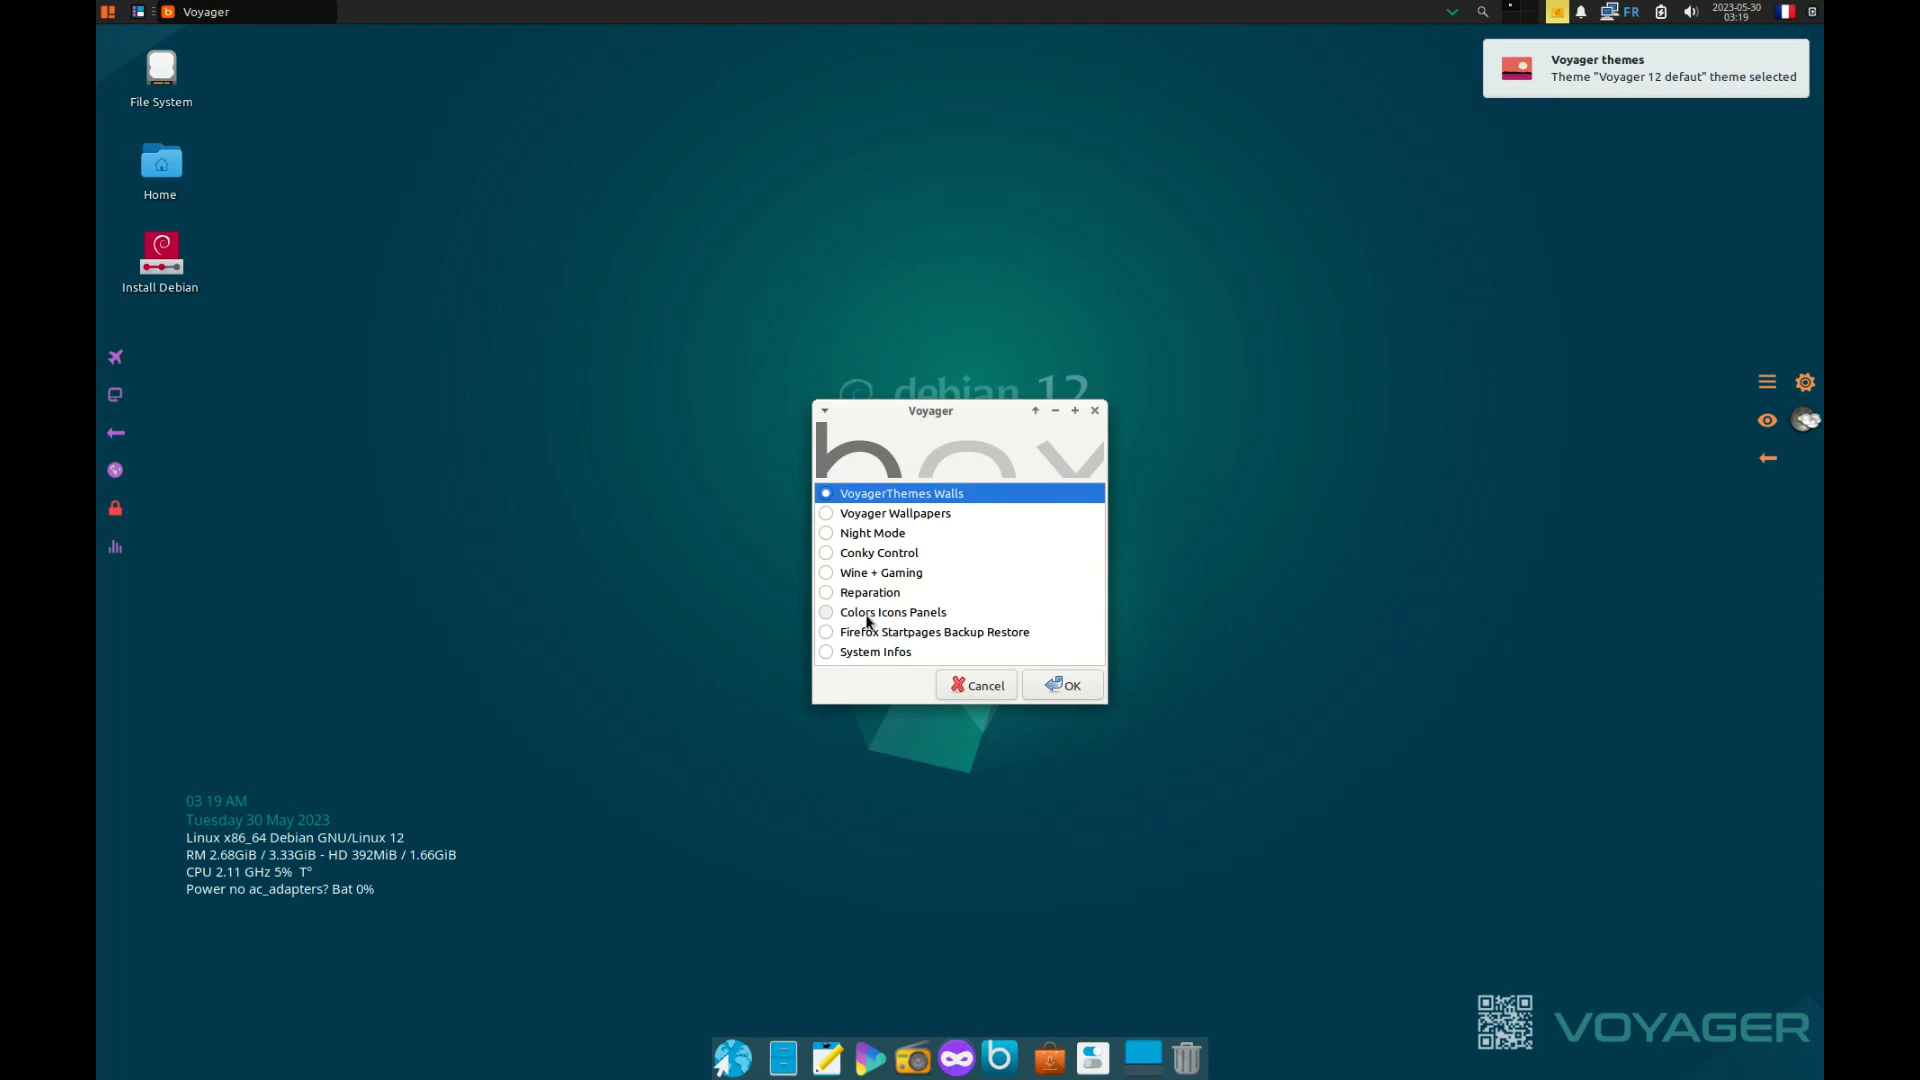 Voyager
FR
2023-05-30
03:19
File System
Home
Install Debian
Voyager themes
Theme "Voyager 12 defaut" theme selected
debian 12
Voyager
box
VoyagerThemes Walls
Voyager Wallpapers
Night Mode
Conky Control
Wine + Gaming
Reparation
Colors Icons Panels
Firefox Startpages Backup Restore
System Infos
Cancel
OK
03 19 AM
Tuesday 30 May 2023
Linux x86_64 Debian GNU/Linux 12
RM 2.68GiB / 3.33GiB - HD 392MiB / 1.66GiB
CPU 2.11 GHz 5% T°
Power no ac_adapters? Bat 0%
b
VOYAGER